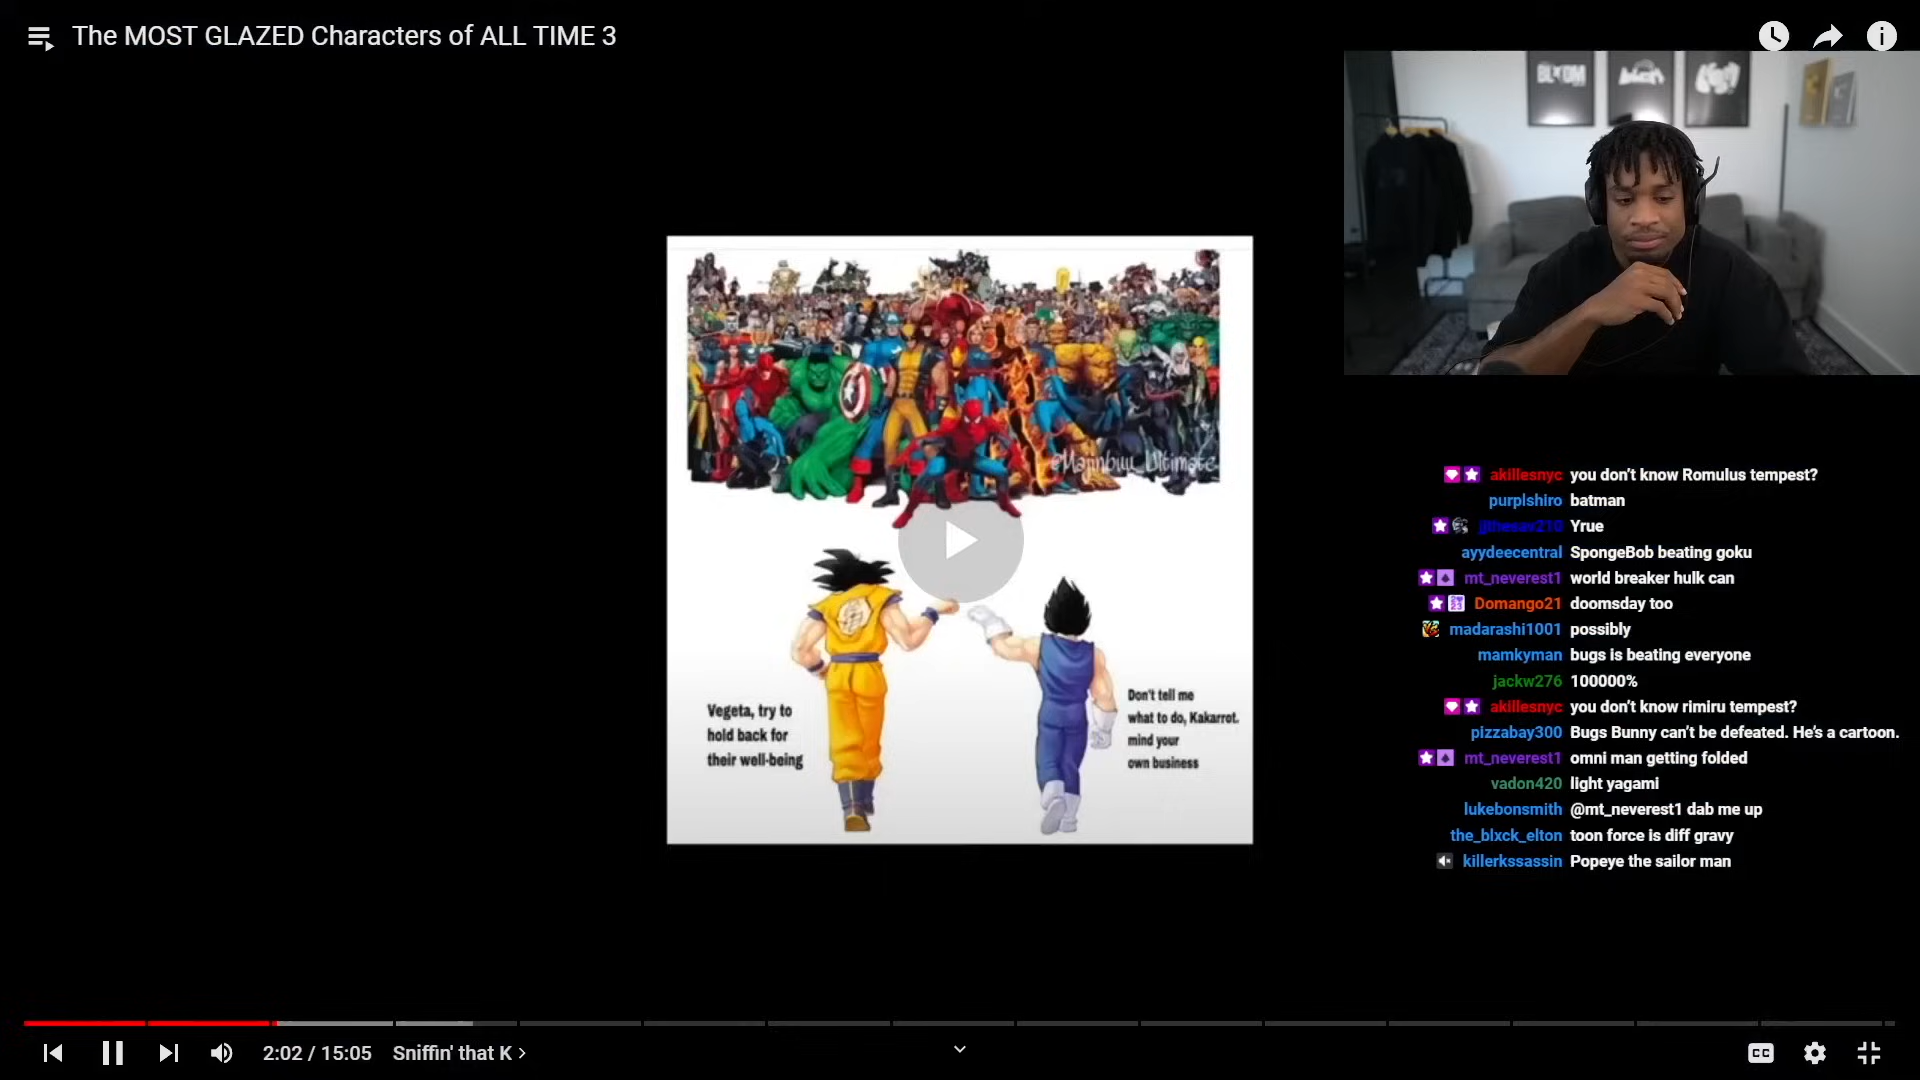 The MOST GLAZED Characters of ALL TIME 3
BLXOM
@Majinbuu_Ultimate
Vegeta, try to
hold back for
their well-being
Don't tell me
what to do, Kakarrot.
mind your
own business
akillesnyc you don't know Romulus tempest?
purplshiro batman
Yrue
ayydeecentral SpongeBob beating goku
mt_neverest1 world breaker hulk can
Domango21 doomsday too
madarashi1001 possibly
mamkyman bugs is beating everyone
jackw276 100000%
akillesnyc you don't know rimiru tempest?
pizzabay300 Bugs Bunny can't be defeated. He's a cartoon.
mt_neverest1 omni man getting folded
vadon420 light yagami
lukebonsmith @mt_neverest1 dab me up
the_blxck_elton toon force is diff gravy
killerkssassin Popeye the sailor man
2:02 / 15:05 Sniffin' that K >
CC